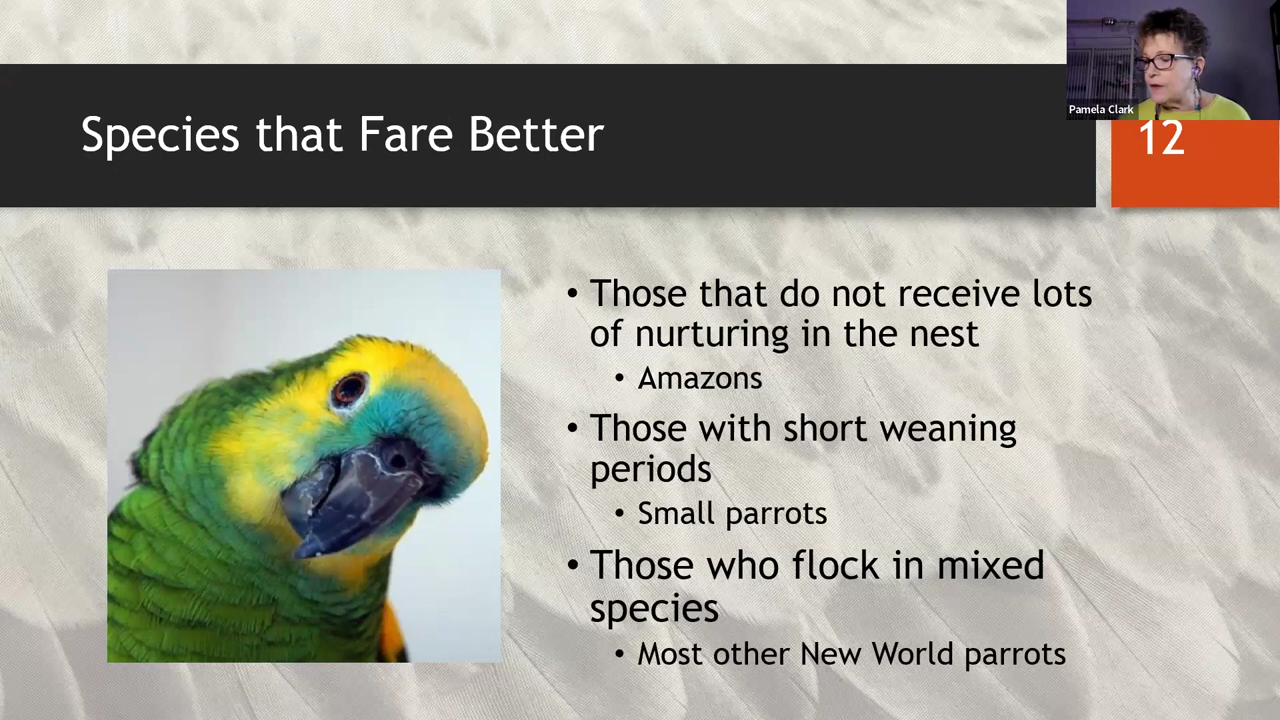 Pamela Clark
Species that Fare Better
12
• Those that do not receive lots
of nurturing in the nest
• Amazons
• Those with short weaning
periods
• Small parrots
• Those who flock in mixed
species
• Most other New World parrots